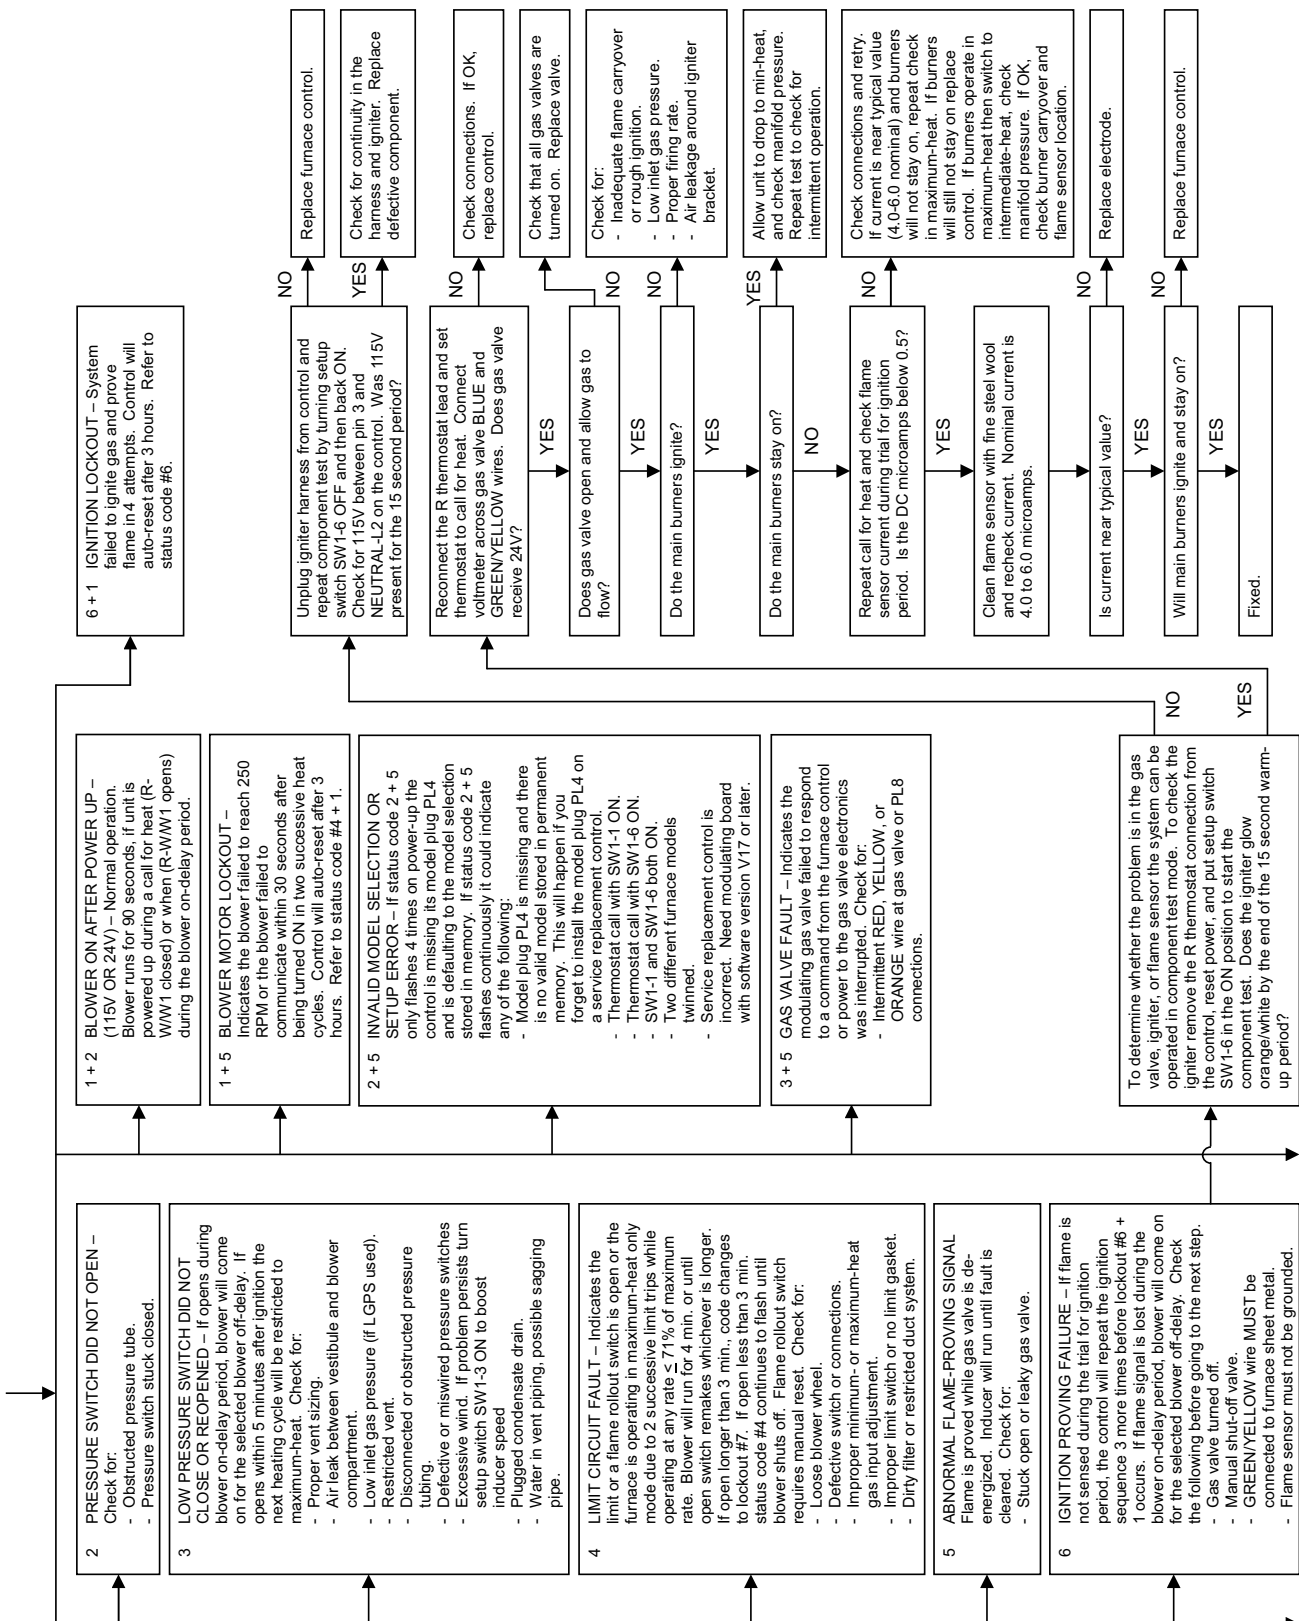 2 PRESSURE SWITCH DID NOT OPEN –
Check for:
- Obstructed pressure tube.
- Pressure switch stuck closed.
3 LOW PRESSURE SWITCH DID NOT
CLOSE OR REOPENED – If opens during
blower on-delay period, blower will come
on for the selected blower off-delay. If
opens within 5 minutes after ignition the
next heating cycle will be restricted to
maximum-heat. Check for:
- Proper vent sizing.
- Air leak between vestibule and blower
compartment.
- Low inlet gas pressure (if LGPS used).
- Restricted vent.
- Disconnected or obstructed pressure
tubing.
- Defective or miswired pressure switches
- Excessive wind. If problem persists turn
setup switch SW1-3 ON to boost
inducer speed
- Plugged condensate drain.
- Water in vent piping, possible sagging
pipe.
4 LIMIT CIRCUIT FAULT – Indicates the
limit or a flame rollout switch is open or the
furnace is operating in maximum-heat only
mode due to 2 successive limit trips while
operating at any rate ≤ 71% of maximum
rate. Blower will run for 4 min. or until
open switch remakes whichever is longer.
If open longer than 3 min., code changes
to lockout #7. If open less than 3 min.
status code #4 continues to flash until
blower shuts off. Flame rollout switch
requires manual reset. Check for:
- Loose blower wheel.
- Defective switch or connections.
- Improper minimum- or maximum-heat
gas input adjustment.
- Improper limit switch or no limit gasket.
- Dirty filter or restricted duct system.
5 ABNORMAL FLAME-PROVING SIGNAL
Flame is proved while gas valve is de-
energized. Inducer will run until fault is
cleared. Check for:
- Stuck open or leaky gas valve.
6 IGNITION PROVING FAILURE – If flame is
not sensed during the trial for ignition
period, the control will repeat the ignition
sequence 3 more times before lockout #6 +
1 occurs. If flame signal is lost during the
blower on-delay period, blower will come on
for the selected blower off-delay. Check
the following before going to the next step.
- Gas valve turned off.
- Manual shut-off valve.
- GREEN/YELLOW wire MUST be
connected to furnace sheet metal.
- Flame sensor must not be grounded.
1 + 2 BLOWER ON AFTER POWER UP –
(115V OR 24V) – Normal operation.
Blower runs for 90 seconds, if unit is
powered up during a call for heat (R-
W/W1 closed) or when (R-W/W1 opens)
during the blower on-delay period.
1 + 5 BLOWER MOTOR LOCKOUT –
Indicates the blower failed to reach 250
RPM or the blower failed to
communicate within 30 seconds after
being turned ON in two successive heat
cycles. Control will auto-reset after 3
hours. Refer to status code #4 + 1.
2 + 5 INVALID MODEL SELECTION OR
SETUP ERROR – If status code 2 + 5
only flashes 4 times on power-up the
control is missing its model plug PL4
and is defaulting to the model selection
stored in memory. If status code 2 + 5
flashes continuously it could indicate
any of the following:
- Model plug PL4 is missing and there
is no valid model stored in permanent
memory. This will happen if you
forget to install the model plug PL4 on
a service replacement control.
- Thermostat call with SW1-1 ON.
- Thermostat call with SW1-6 ON.
- SW1-1 and SW1-6 both ON.
- Two different furnace models
twinned.
- Service replacement control is
incorrect. Need modulating board
with software version V17 or later.
3 + 5 GAS VALVE FAULT – Indicates the
modulating gas valve failed to respond
to a command from the furnace control
or power to the gas valve electronics
was interrupted. Check for:
- Intermittent RED, YELLOW, or
ORANGE wire at gas valve or PL8
connections.
To determine whether the problem is in the gas
valve, igniter, or flame sensor the system can be
operated in component test mode. To check the
igniter remove the R thermostat connection from
the control, reset power, and put setup switch
SW1-6 in the ON position to start the
component test. Does the igniter glow
orange/white by the end of the 15 second warm-
up period?
NO
YES
6 + 1 IGNITION LOCKOUT – System
failed to ignite gas and prove
flame in 4 attempts. Control will
auto-reset after 3 hours. Refer to
status code #6.
Unplug igniter harness from control and
repeat component test by turning setup
switch SW1-6 OFF and then back ON.
Check for 115V between pin 3 and
NEUTRAL-L2 on the control. Was 115V
present for the 15 second period?
NO
Replace furnace control.
YES
Check for continuity in the
harness and igniter. Replace
defective component.
Reconnect the R thermostat lead and set
thermostat to call for heat. Connect
voltmeter across gas valve BLUE and
GREEN/YELLOW wires. Does gas valve
receive 24V?
NO
Check connections. If OK,
replace control.
YES
Does gas valve open and allow gas to
flow?
NO
Check that all gas valves are
turned on. Replace valve.
YES
Do the main burners ignite?
NO
Check for:
- Inadequate flame carryover
or rough ignition.
- Low inlet gas pressure.
- Proper firing rate.
- Air leakage around igniter
bracket.
YES
Do the main burners stay on?
YES
Allow unit to drop to min-heat,
and check manifold pressure.
Repeat test to check for
intermittent operation.
NO
Repeat call for heat and check flame
sensor current during trial for ignition
period. Is the DC microamps below 0.5?
NO
Check connections and retry.
If current is near typical value
(4.0-6.0 nominal) and burners
will not stay on, repeat check
in maximum-heat. If burners
will still not stay on replace
control. If burners operate in
maximum-heat then switch to
intermediate-heat, check
manifold pressure. If OK,
check burner carryover and
flame sensor location.
YES
Clean flame sensor with fine steel wool
and recheck current. Nominal current is
4.0 to 6.0 microamps.
Is current near typical value?
NO
Replace electrode.
YES
Will main burners ignite and stay on?
NO
Replace furnace control.
YES
Fixed.